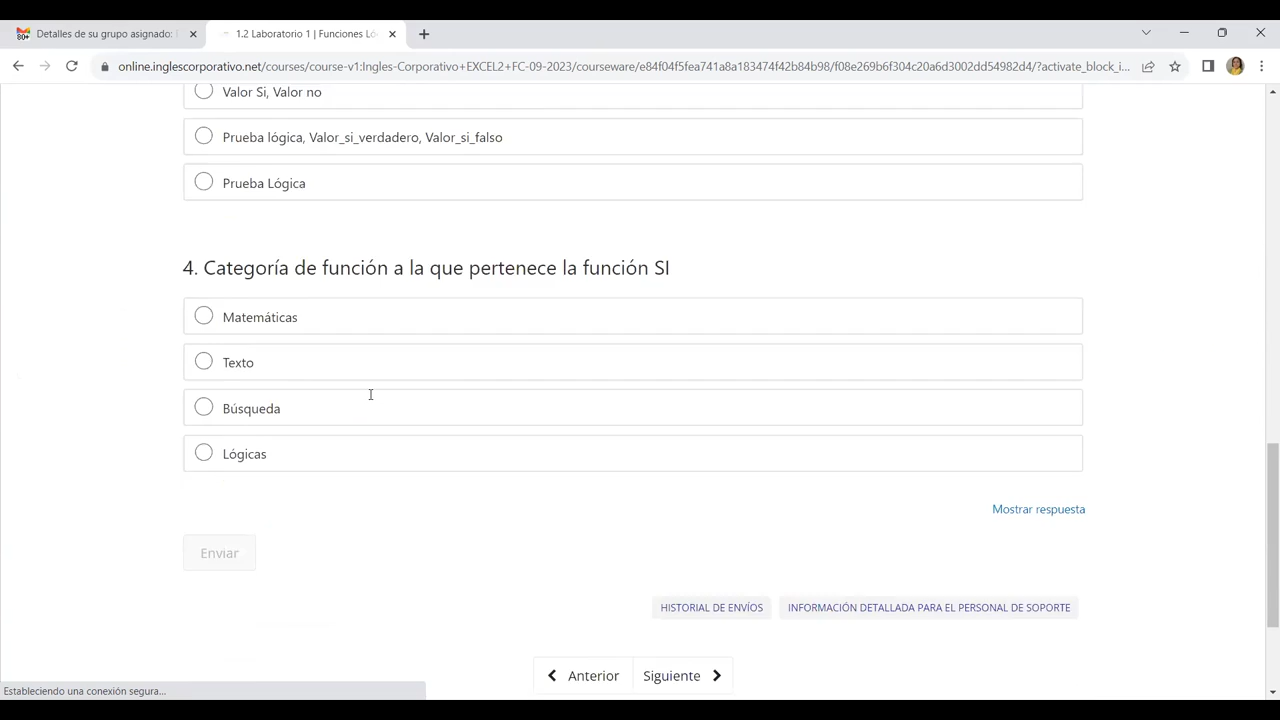 Detalles de su grupo asignado:
1.2 Laboratorio 1 | Funciones Ló
online.inglescorporativo.net/courses/course-v1:Ingles-Corporativo+EXCEL2+FC-09-2023/courseware/e84f04f5fea741a8a183474f42b84b98/f08e269b6f304c20a6d3002dd54982d4/?activate_block_i...
Valor Si, Valor no
Prueba lógica, Valor_si_verdadero, Valor_si_falso
Prueba Lógica
4. Categoría de función a la que pertenece la función SI
Matemáticas
Texto
Búsqueda
Lógicas
Mostrar respuesta
Enviar
HISTORIAL DE ENVÍOS
INFORMACIÓN DETALLADA PARA EL PERSONAL DE SOPORTE
Anterior
Siguiente
Estableciendo una conexión segura...